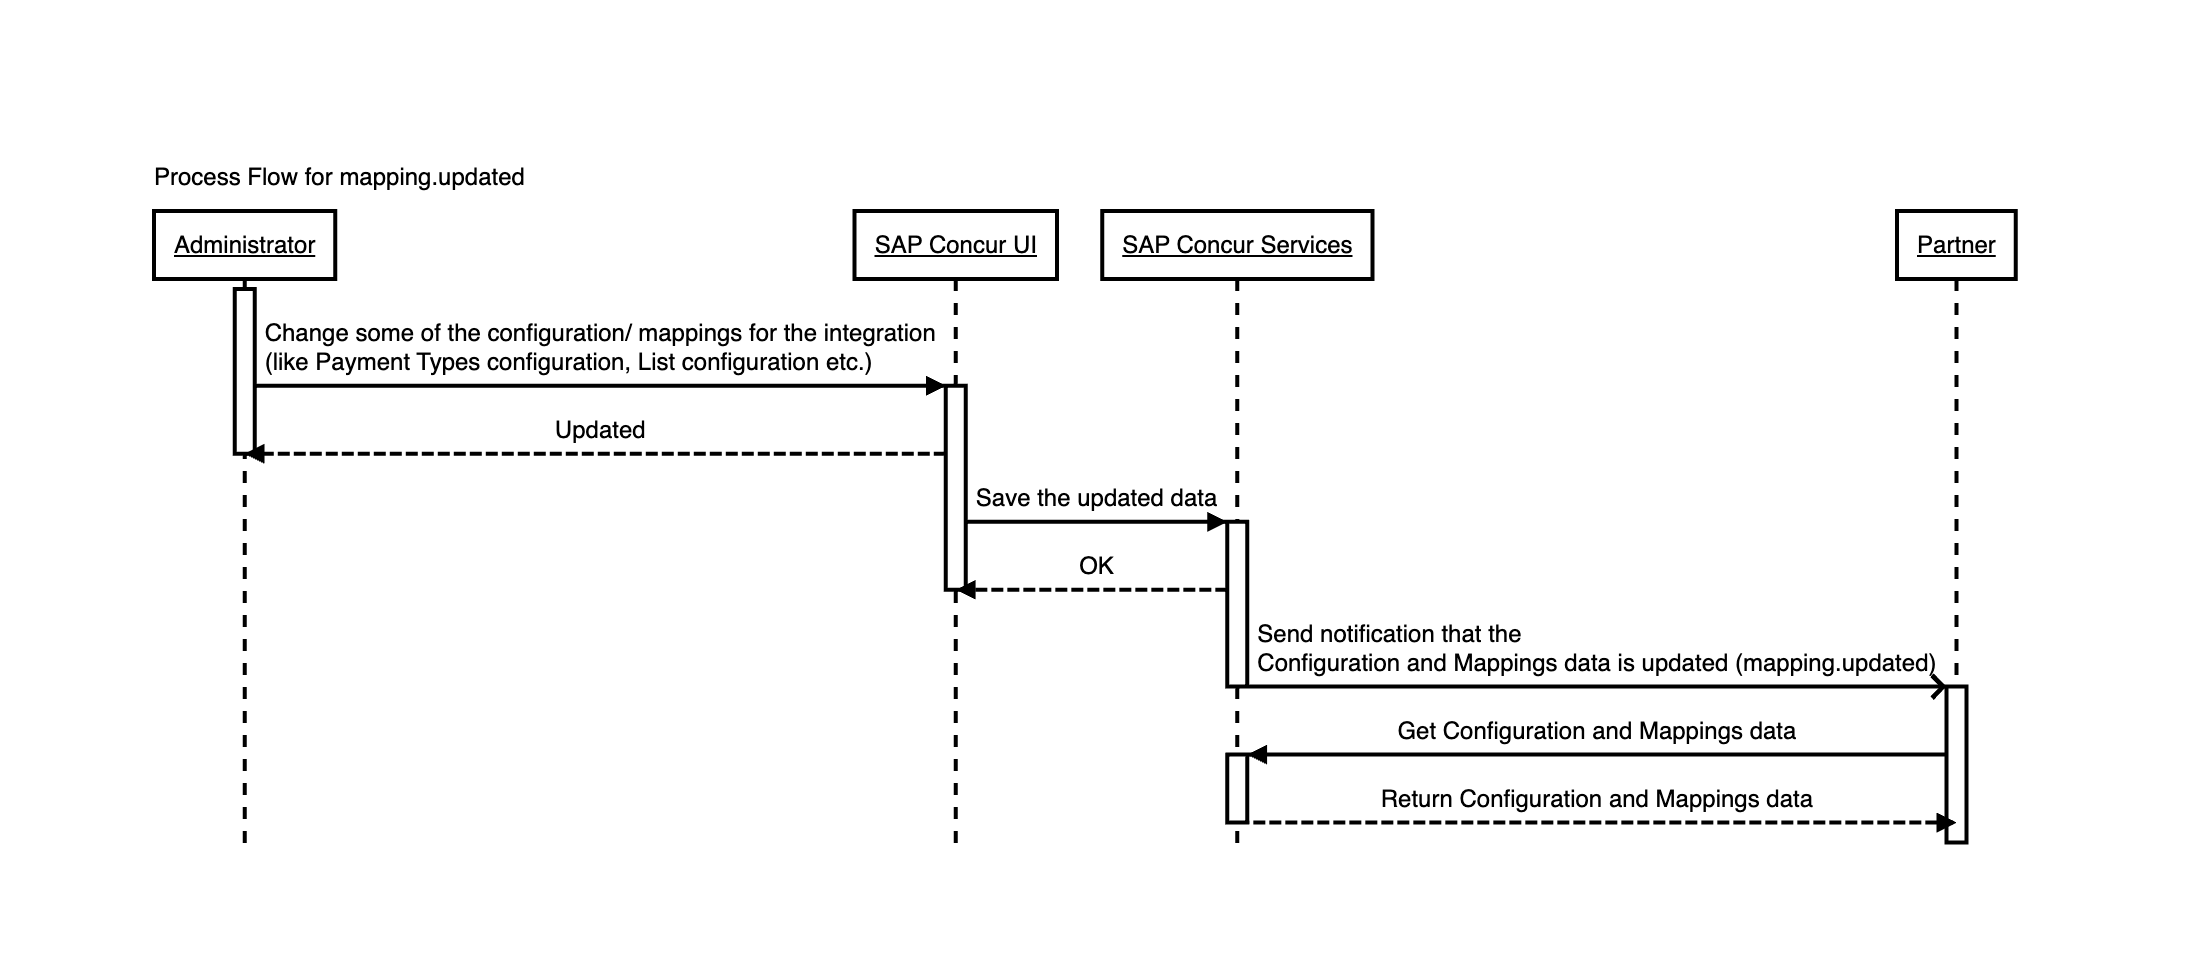 Process Flow for mapping.updated
Administrator
SAP Concur UI
SAP Concur Services
Partner
Change some of the configuration/ mappings for the integration
(like Payment Types configuration, List configuration etc.)
Updated
Save the updated data
OK
Send notification that the
Configuration and Mappings data is updated (mapping.updated)
Get Configuration and Mappings data
Return Configuration and Mappings data